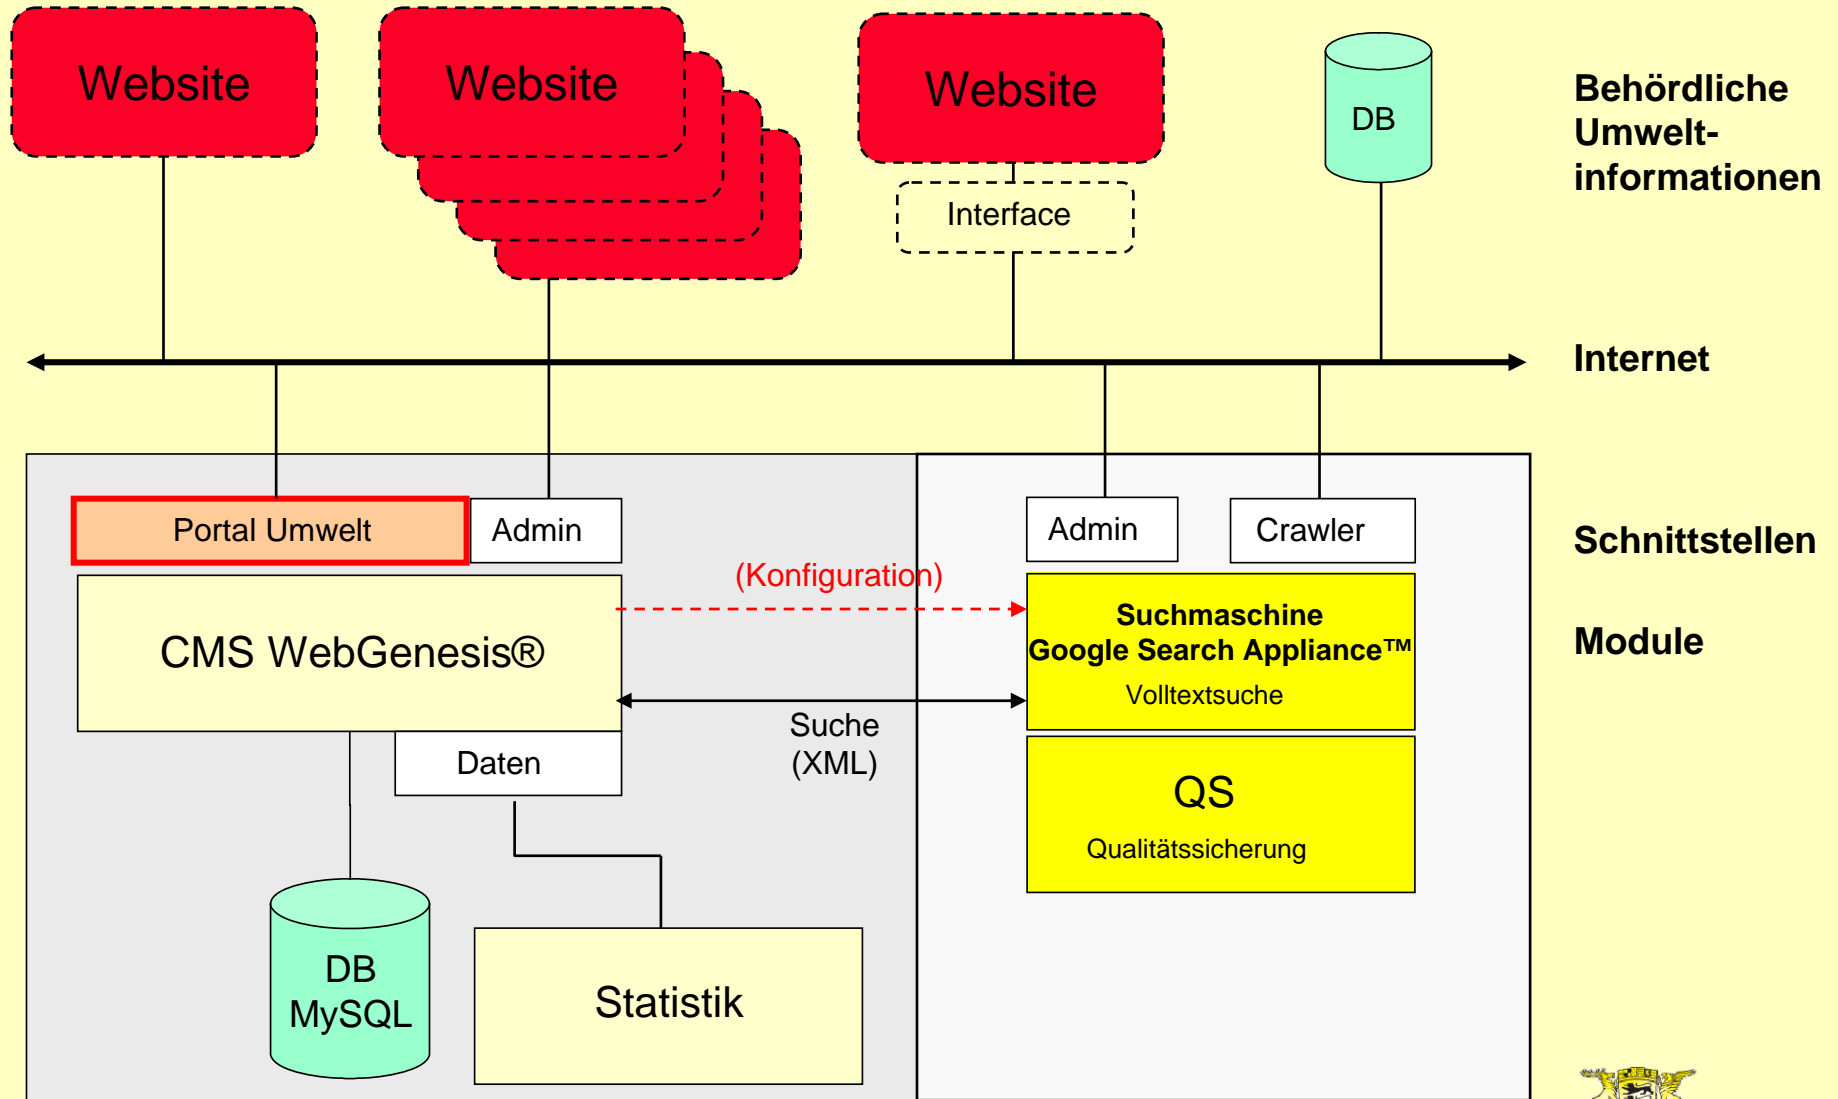 Website
Website
Website
DB
Behördliche
Umwelt-
informationen
Interface
Internet
Portal Umwelt
Admin
Admin
Crawler
Schnittstellen
(Konfiguration)
CMS WebGenesis®
Suchmaschine
Google Search Appliance™
Volltextsuche
Module
Suche
(XML)
Daten
QS
Qualitätssicherung
DB
MySQL
Statistik